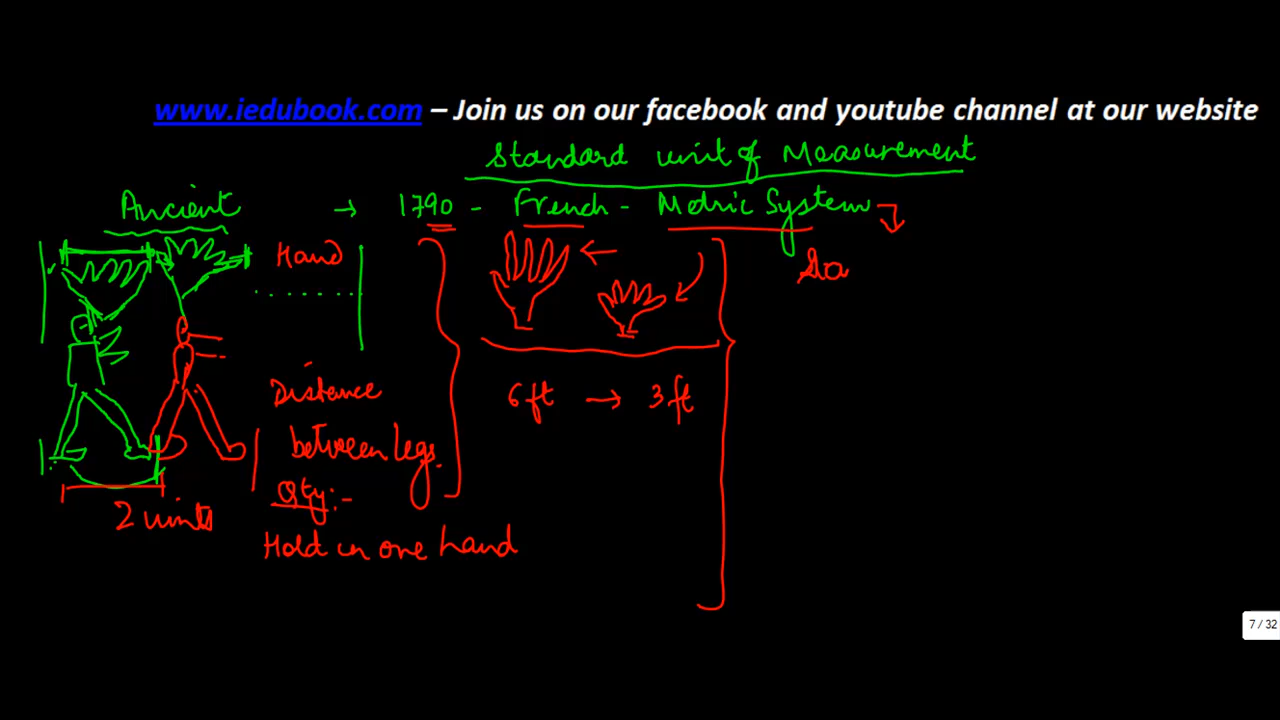 www.iedubook.com – Join us on our facebook and youtube channel at our website
Standard unit of Measurement
Ancient → 1790 - French - Metric System
Hand
Sa
Distance
between legs.
6ft → 3ft
Qty:-
2 units
Hold in one hand
7 / 32